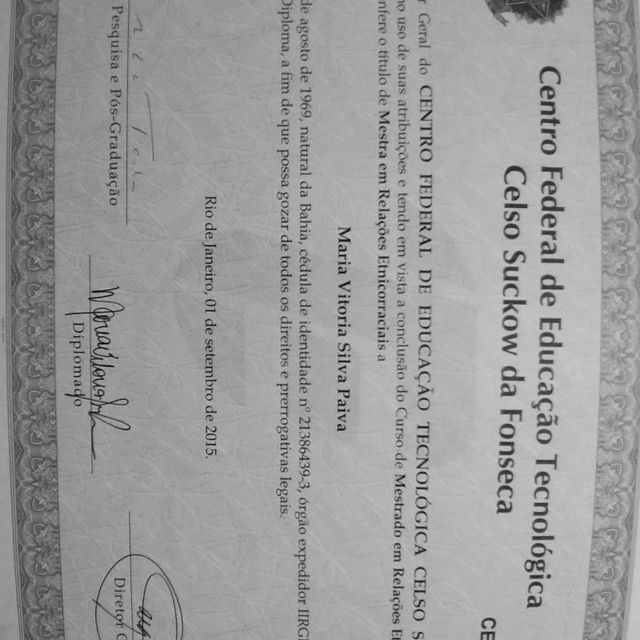 Centro Federal de Educação Tecnológica
Celso Suckow da Fonseca
CE
r Geral do CENTRO FEDERAL DE EDUCAÇÃO TECNOLÓGICA CELSO S
no uso de suas atribuições e tendo em vista a conclusão do Curso de Mestrado em Relações Et
nfere o título de Mestra em Relações Etnicorraciais a
Maria Vitoria Silva Paiva
de agosto de 1969, natural da Bahia, cédula de identidade nº 21386439-3, órgão expedidor IIRG
Diploma, a fim de que possa gozar de todos os direitos e prerrogativas legais.
Rio de Janeiro, 01 de setembro de 2015.
Pesquisa e Pós-Graduação
Diplomado
Diretor G